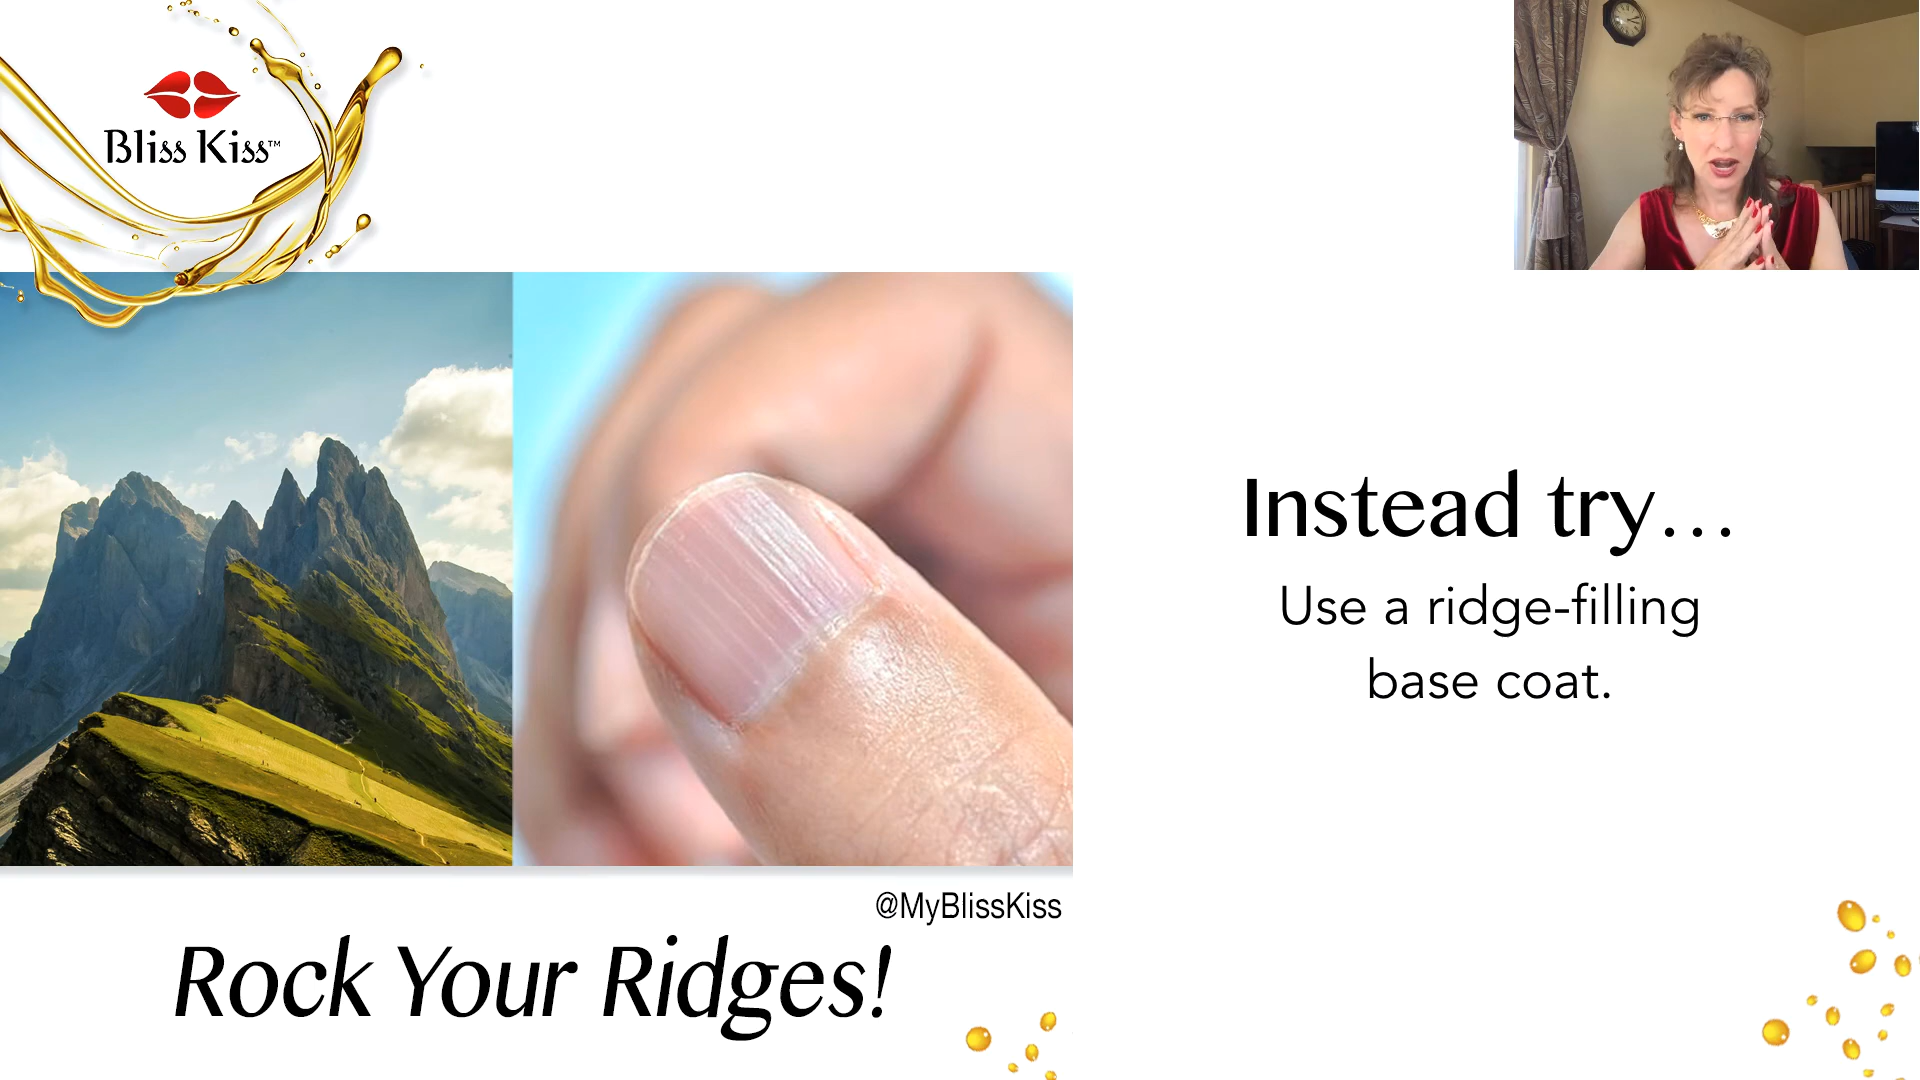 Bliss Kiss™
Instead try...
Use a ridge-filling
base coat.
@MyBlissKiss
Rock Your Ridges!